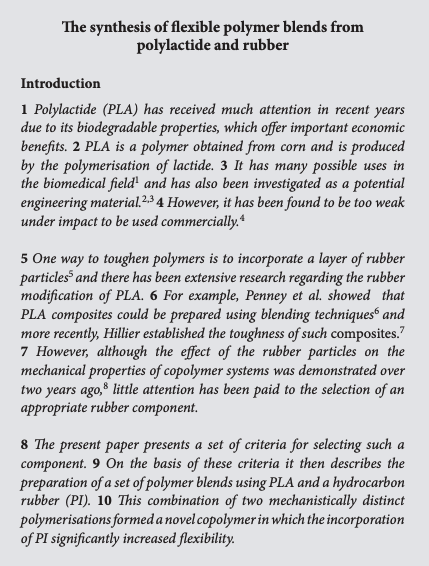 The synthesis of flexible polymer blends from
polylactide and rubber
Introduction
1 Polylactide (PLA) has received much attention in recent years
due to its biodegradable properties, which offer important economic
benefits. 2 PLA is a polymer obtained from corn and is produced
by the polymerisation of lactide. 3 It has many possible uses in
the biomedical field¹ and has also been investigated as a potential
engineering material.²,³ 4 However, it has been found to be too weak
under impact to be used commercially.⁴
5 One way to toughen polymers is to incorporate a layer of rubber
particles⁵ and there has been extensive research regarding the rubber
modification of PLA. 6 For example, Penney et al. showed that
PLA composites could be prepared using blending techniques⁶ and
more recently, Hillier established the toughness of such composites.⁷
7 However, although the effect of the rubber particles on the
mechanical properties of copolymer systems was demonstrated over
two years ago,⁸ little attention has been paid to the selection of an
appropriate rubber component.
8 The present paper presents a set of criteria for selecting such a
component. 9 On the basis of these criteria it then describes the
preparation of a set of polymer blends using PLA and a hydrocarbon
rubber (PI). 10 This combination of two mechanistically distinct
polymerisations formed a novel copolymer in which the incorporation
of PI significantly increased flexibility.